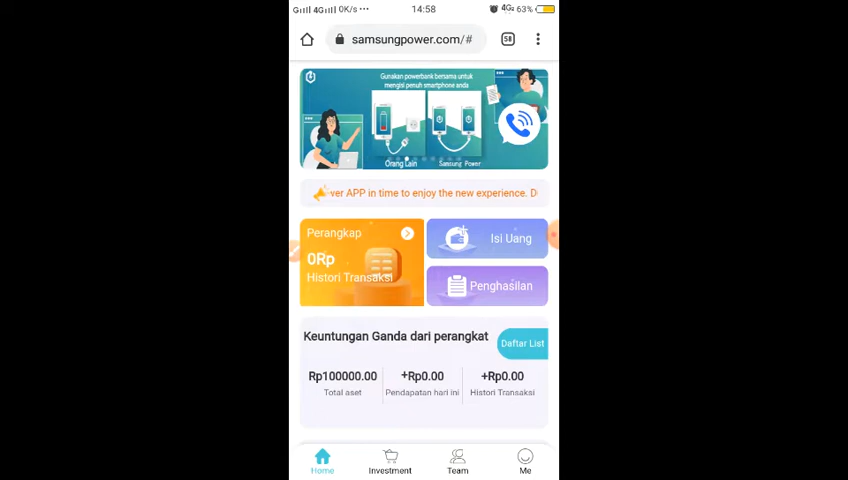 4G 4G 0K/s ··· 14:58 4G 63%
samsungpower.com/# 58
Gunakan powerbank bersama untuk
mengisi penuh smartphone anda
Orang Lain Samsung Power
ver APP in time to enjoy the new experience. D
Perangkap
0Rp
Histori Transaksi
Isi Uang
Penghasilan
Keuntungan Ganda dari perangkat
Daftar List
Rp100000.00 +Rp0.00 +Rp0.00
Total aset Pendapatan hari ini Histori Transaksi
Home Investment Team Me